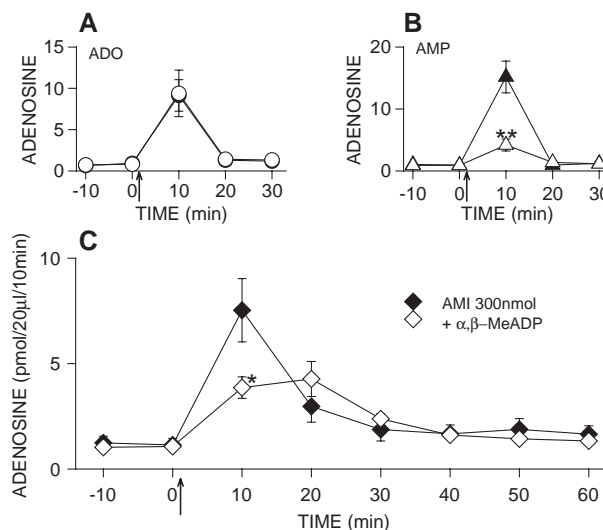 A
ADO
ADENOSINE
15
10
5
0
-10 0 10 20 30
TIME (min)
B
AMP
ADENOSINE
20
10
0
**
-10 0 10 20 30
TIME (min)
C
ADENOSINE (pmol/20µl/10min)
10
5
0
AMI 300nmol
+ α,β–MeADP
*
-10 0 10 20 30 40 50 60
TIME (min)